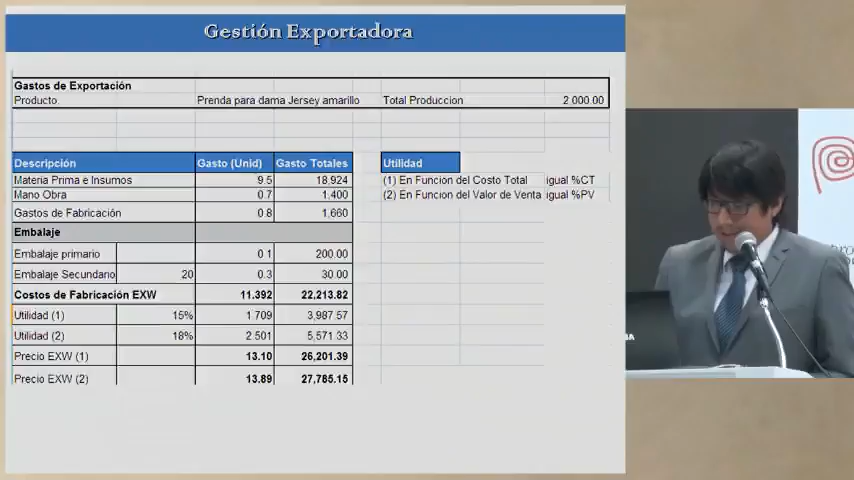 Gestión Exportadora
Gastos de Exportación
Producto. Prenda para dama Jersey amarillo Total Produccion 2.000.00
Descripción Gasto (Unid) Gasto Totales Utilidad
Materia Prima e Insumos 9.5 18,924 (1) En Funcion del Costo Total igual %CT
Mano Obra 0.7 1,400 (2) En Funcion del Valor de Venta igual %PV
Gastos de Fabricación 0.8 1,660
Embalaje
Embalaje primario 0.1 200.00
Embalaje Secundario 20 0.3 30.00
Costos de Fabricación EXW 11.392 22,213.82
Utilidad (1) 15% 1.709 3,987.57
Utilidad (2) 18% 2.501 5,571.33
Precio EXW (1) 13.10 26,201.39
Precio EXW (2) 13.89 27,785.15